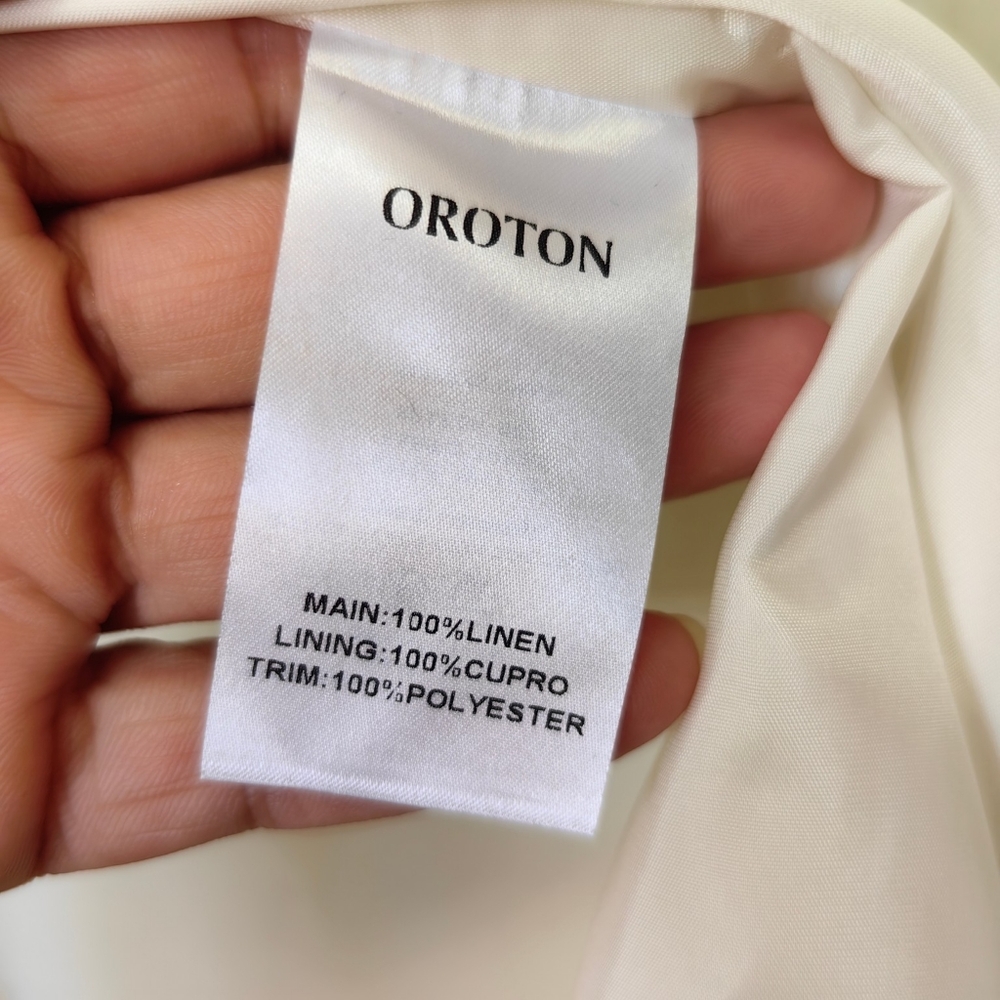 OROTON
MAIN:100%LINEN
LINING:100%CUPRO
TRIM:100%POLYESTER